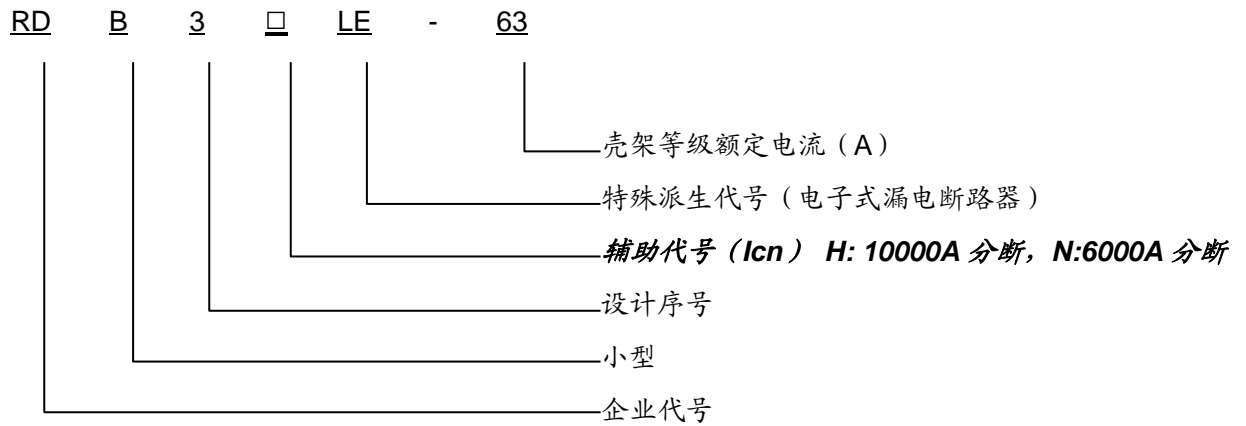 RD B 3 □ LE - 63
壳架等级额定电流（A）
特殊派生代号（电子式漏电断路器）
辅助代号（Icn） H: 10000A 分断，N:6000A 分断
设计序号
小型
企业代号